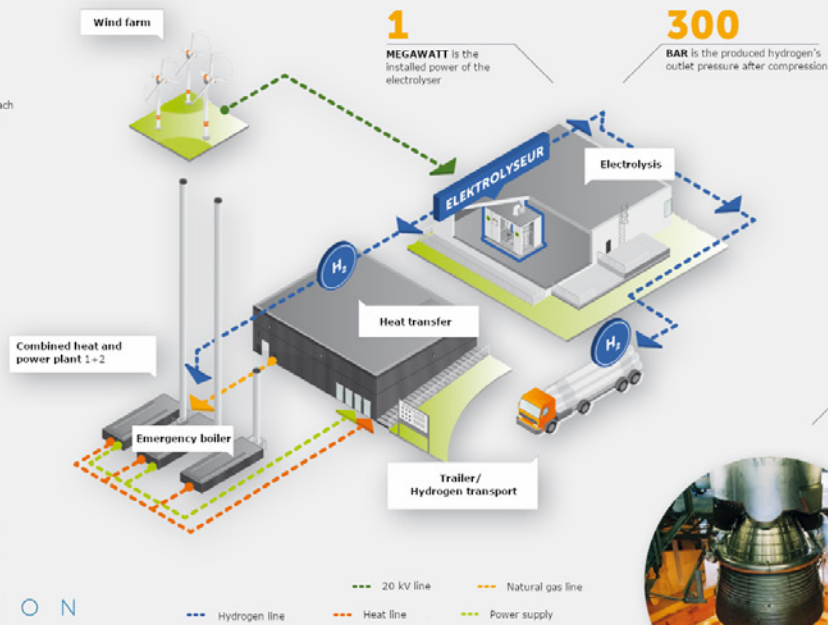 Wind farm
1
MEGAWATT is the
installed power of the
electrolyser
300
BAR is the produced hydrogen's
outlet pressure after compression
ach
ELEKTROLYSEUR
Electrolysis
H₂
Heat transfer
H₂
Combined heat and
power plant 1+2
Emergency boiler
Trailer/
Hydrogen transport
20 kV line
Natural gas line
O N
Hydrogen line
Heat line
Power supply